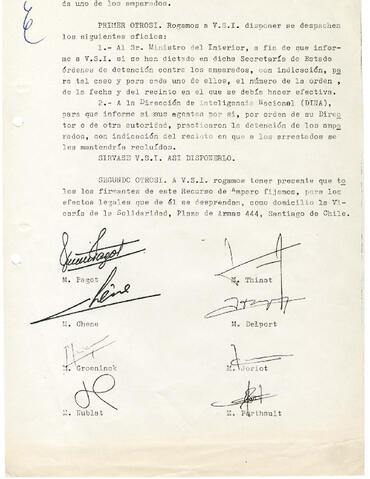 da uno de los amparados.
PRIMER OTROSI. Rogamos a V.S.I. disponer se despachen
los siguientes oficios:
1.- Al Sr. Ministro del Interior, a fin de que infor-
me a V.S.I. si se han dictado en dicha Secretaría de Estado
órdenes de detención contra los amparados, con indicación, pa
ra tal caso y para cada uno de ellos, el número de la orden ,
de la fecha y del recinto en el que se debía hacer efectiva.
2.- A la Dirección de Inteligencia Nacional (DINA),
para que informe si sus agentes por si, por orden de su Direc
tor o de otra autoridad, practicaron la detención de los ampa
rados, con indicación del recinto en que a los arrestados se
les mantendría recluídos.
SIRVASE V.S.I. ASI DISPONERLO.
SEGUNDO OTROSI. A V.S.I. rogamos tener presente que to
dos los firmantes de este Recurso de Amparo fijamos, para los
efectos legales que de él se desprendan, como domicilio la Vi-
caría de la Solidaridad, Plaza de Armas 444, Santiago de Chile.
M. Pagot
M. Thinat
M. Chene
M. Delport
M. Groeninck
M. Joriot
M. Nublat
M. Perthault